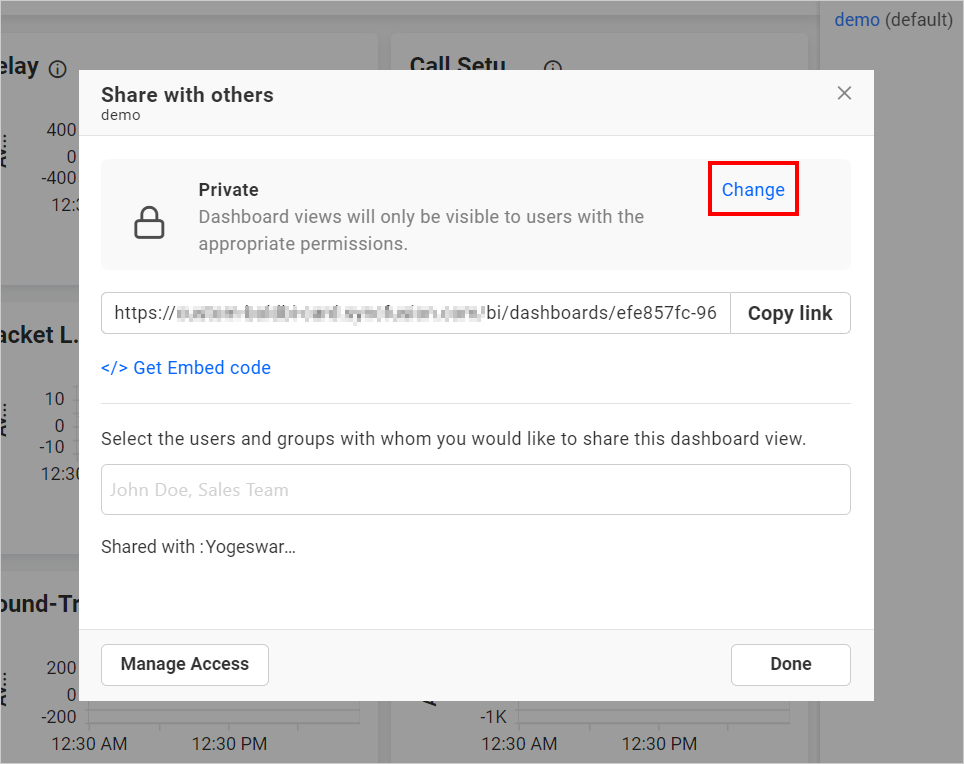 demo (default)
elay
Call Setu
Share with others
demo
400
0
-400
12:3
Private
Change
Dashboard views will only be visible to users with the
appropriate permissions.
https://
bi/dashboards/efe857fc-96
Copy link
acket L...
</> Get Embed code
10
0
-10
12:30
Select the users and groups with whom you would like to share this dashboard view.
John Doe, Sales Team
Shared with :Yogeswar...
ound-Tr
200
0
-200
12:30 AM
12:30 PM
Manage Access
Done
-1K
12:30 AM
12:30 PM